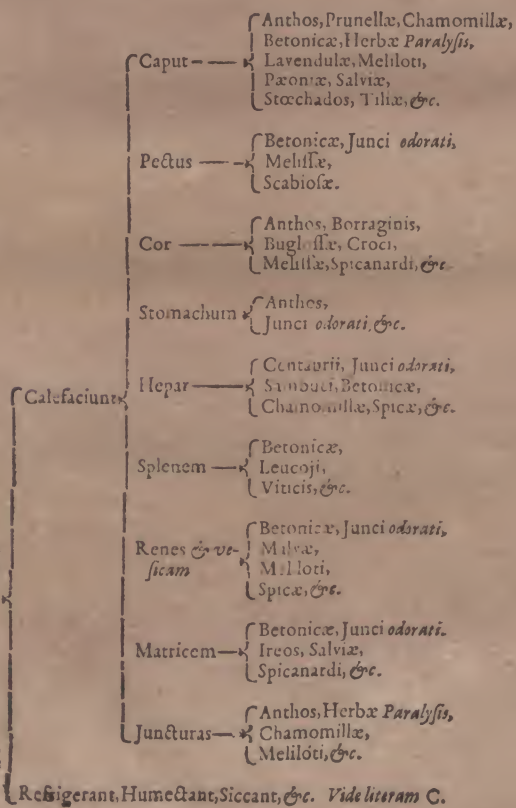 Anthos, Prunellæ, Chamomillæ,
Betonicæ, Herbæ Paralysis,
Caput Lavendulæ, Meliloti,
Pæoniæ, Salviæ,
Stœchados, Tiliæ, &c.
Betonicæ, Junci odorati,
Pectus Melissæ,
Scabiosæ.
Anthos, Borraginis,
Cor Buglossæ, Croci,
Melissæ, Spicanardi, &c.
Stomachum Anthos,
Junci odorati, &c.
Centaurii, Junci odorati,
Calefaciunt Hepar Sambuci, Betonicæ,
Chamomillæ, Spicæ, &c.
Betonicæ,
Splenem Leucoji,
Viticis, &c.
Betonicæ, Junci odorati,
Renes & ve- Malvæ,
sicam Meliloti,
Spicæ, &c.
Betonicæ, Junci odorati.
Matricem Ireos, Salviæ,
Spicanardi, &c.
Anthos, Herbæ Paralysis,
Juncturas Chamomillæ,
Meliloti, &c.
Refrigerant, Humectant, Siccant, &c. Vide literam C.